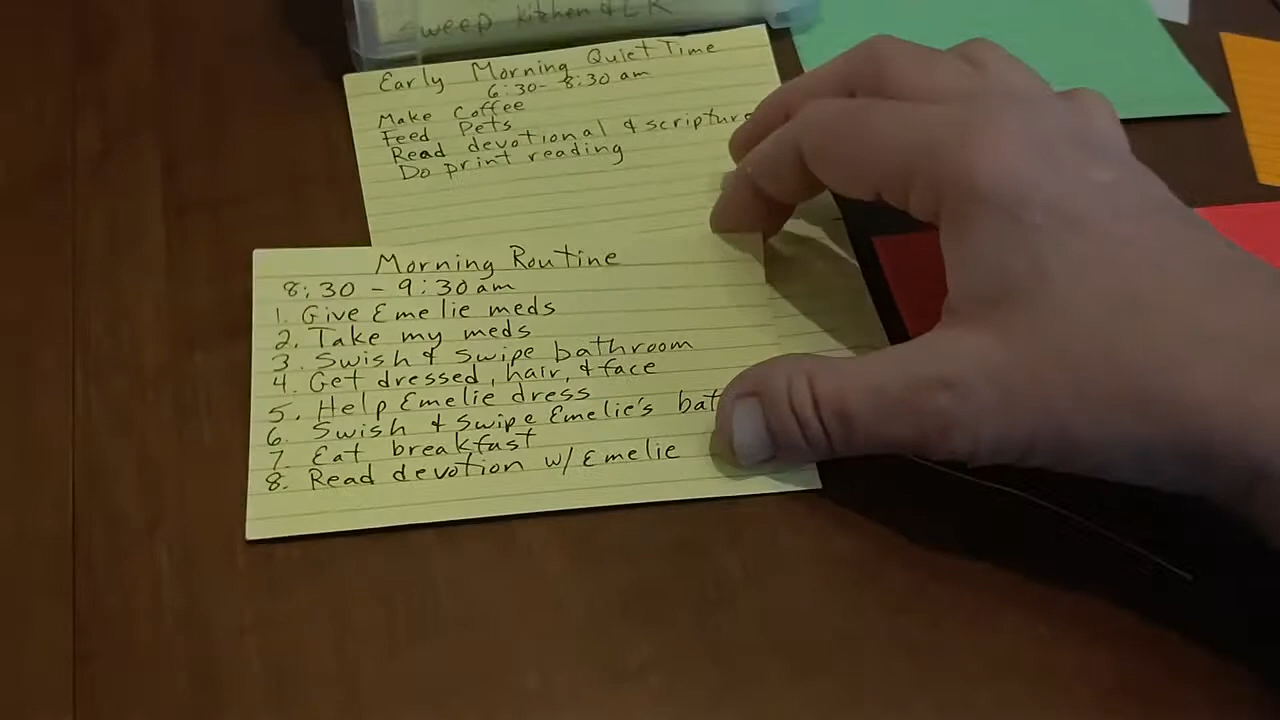 weep kitchen & LR
Early Morning Quiet Time
6:30- 8:30 am
Make Coffee
Feed Pets
Read devotional & scripture
Do print reading
Morning Routine
8:30 - 9:30am
1. Give Emelie meds
2. Take my meds
3. Swish & Swipe bathroom
4. Get dressed, hair, & face
5. Help Emelie dress
6. Swish & Swipe Emelie's bat
7. Eat breakfast
8. Read devotion w/ Emelie